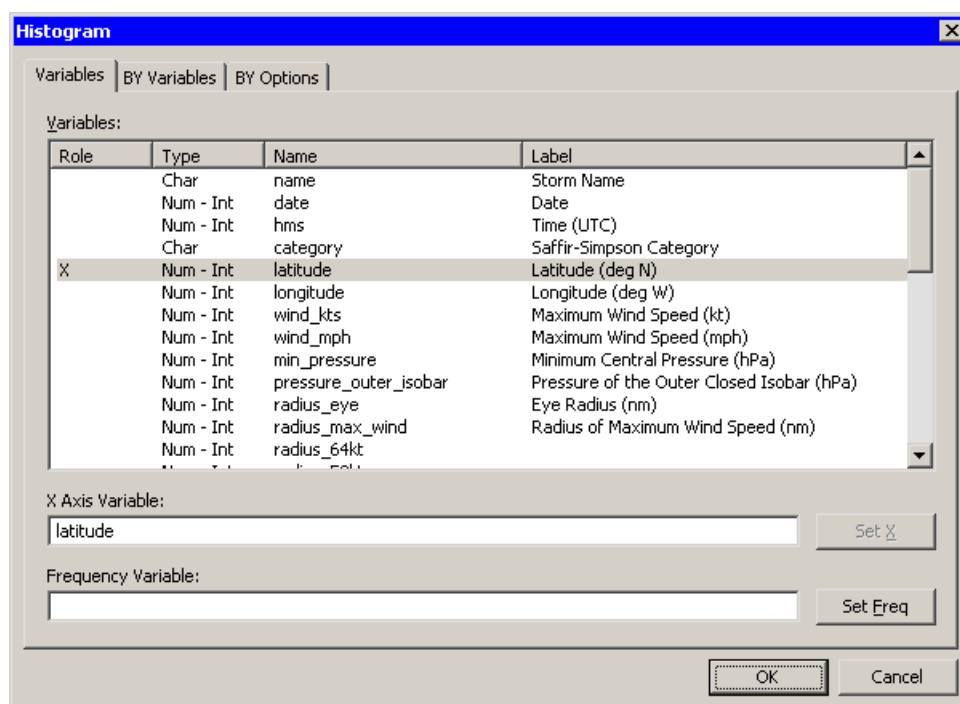 Histogram
Variables BY Variables BY Options
Variables:
Role Type Name Label
Char name Storm Name
Num - Int date Date
Num - Int hms Time (UTC)
Char category Saffir-Simpson Category
X Num - Int latitude Latitude (deg N)
Num - Int longitude Longitude (deg W)
Num - Int wind_kts Maximum Wind Speed (kt)
Num - Int wind_mph Maximum Wind Speed (mph)
Num - Int min_pressure Minimum Central Pressure (hPa)
Num - Int pressure_outer_isobar Pressure of the Outer Closed Isobar (hPa)
Num - Int radius_eye Eye Radius (nm)
Num - Int radius_max_wind Radius of Maximum Wind Speed (nm)
Num - Int radius_64kt
X Axis Variable:
latitude Set X
Frequency Variable:
Set Freq
OK Cancel